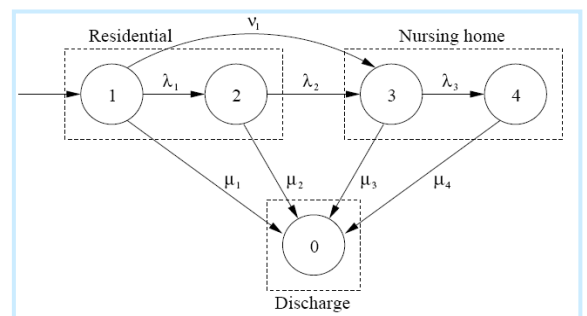 ν₁
Residential Nursing home
1 λ₁ 2 λ₂ 3 λ₃ 4
μ₁ μ₂ μ₃ μ₄
0
Discharge